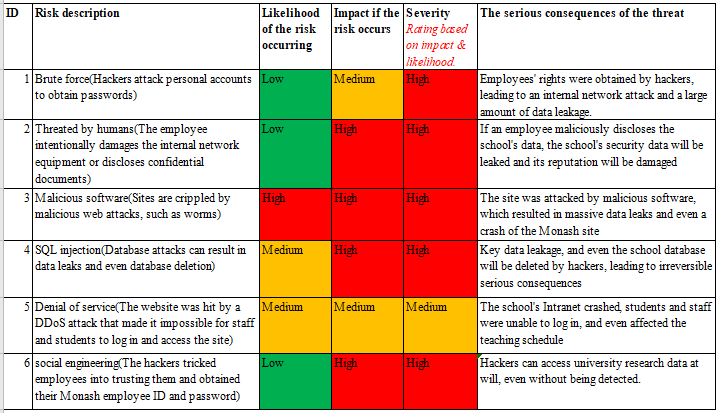 ID Risk description Likelihood of the risk occurring Impact if the risk occurs Severity Rating based on impact & likelihood. The serious consequences of the threat
1 Brute force(Hackers attack personal accounts to obtain passwords) Low Medium High Employees' rights were obtained by hackers, leading to an internal network attack and a large amount of data leakage.
2 Threated by humans(The employee intentionally damages the internal network equipment or discloses confidential documents) Low High High If an employee maliciously discloses the school's data, the school's security data will be leaked and its reputation will be damaged
3 Malicious software(Sites are crippled by malicious web attacks, such as worms) High High High The site was attacked by malicious software, which resulted in massive data leaks and even a crash of the Monash site
4 SQL injection(Database attacks can result in data leaks and even database deletion) Medium High High Key data leakage, and even the school database will be deleted by hackers, leading to irreversible serious consequences
5 Denial of service(The website was hit by a DDoS attack that made it impossible for staff and students to log in and access the site) Medium Medium Medium The school's Intranet crashed, students and staff were unable to log in, and even affected the teaching schedule
6 social engineering(The hackers tricked employees into trusting them and obtained their Monash employee ID and password) Low High High Hackers can access university research data at will, even without being detected.